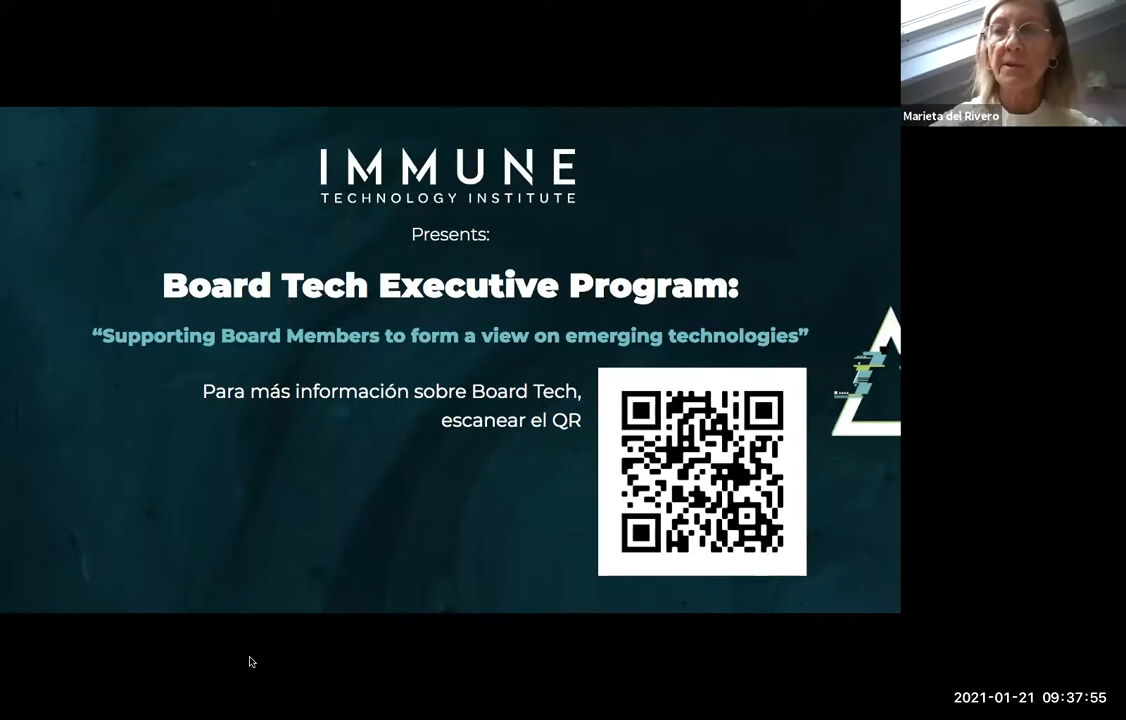 Marieta del Rivero
IMMUNE
TECHNOLOGY INSTITUTE
Presents:
Board Tech Executive Program:
“Supporting Board Members to form a view on emerging technologies”
Para más información sobre Board Tech,
escanear el QR
2021-01-21 09:37:55